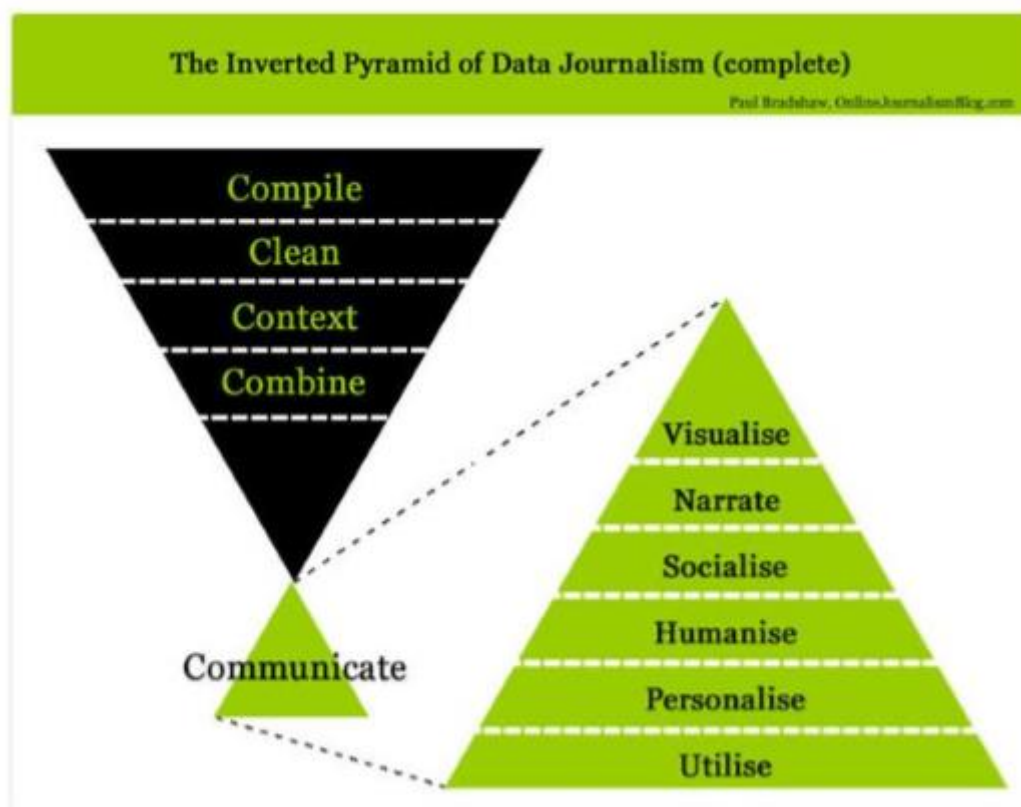 The Inverted Pyramid of Data Journalism (complete)
Paul Bradshaw, OnlineJournalismBlog.com
Compile
Clean
Context
Combine
Communicate
Visualise
Narrate
Socialise
Humanise
Personalise
Utilise